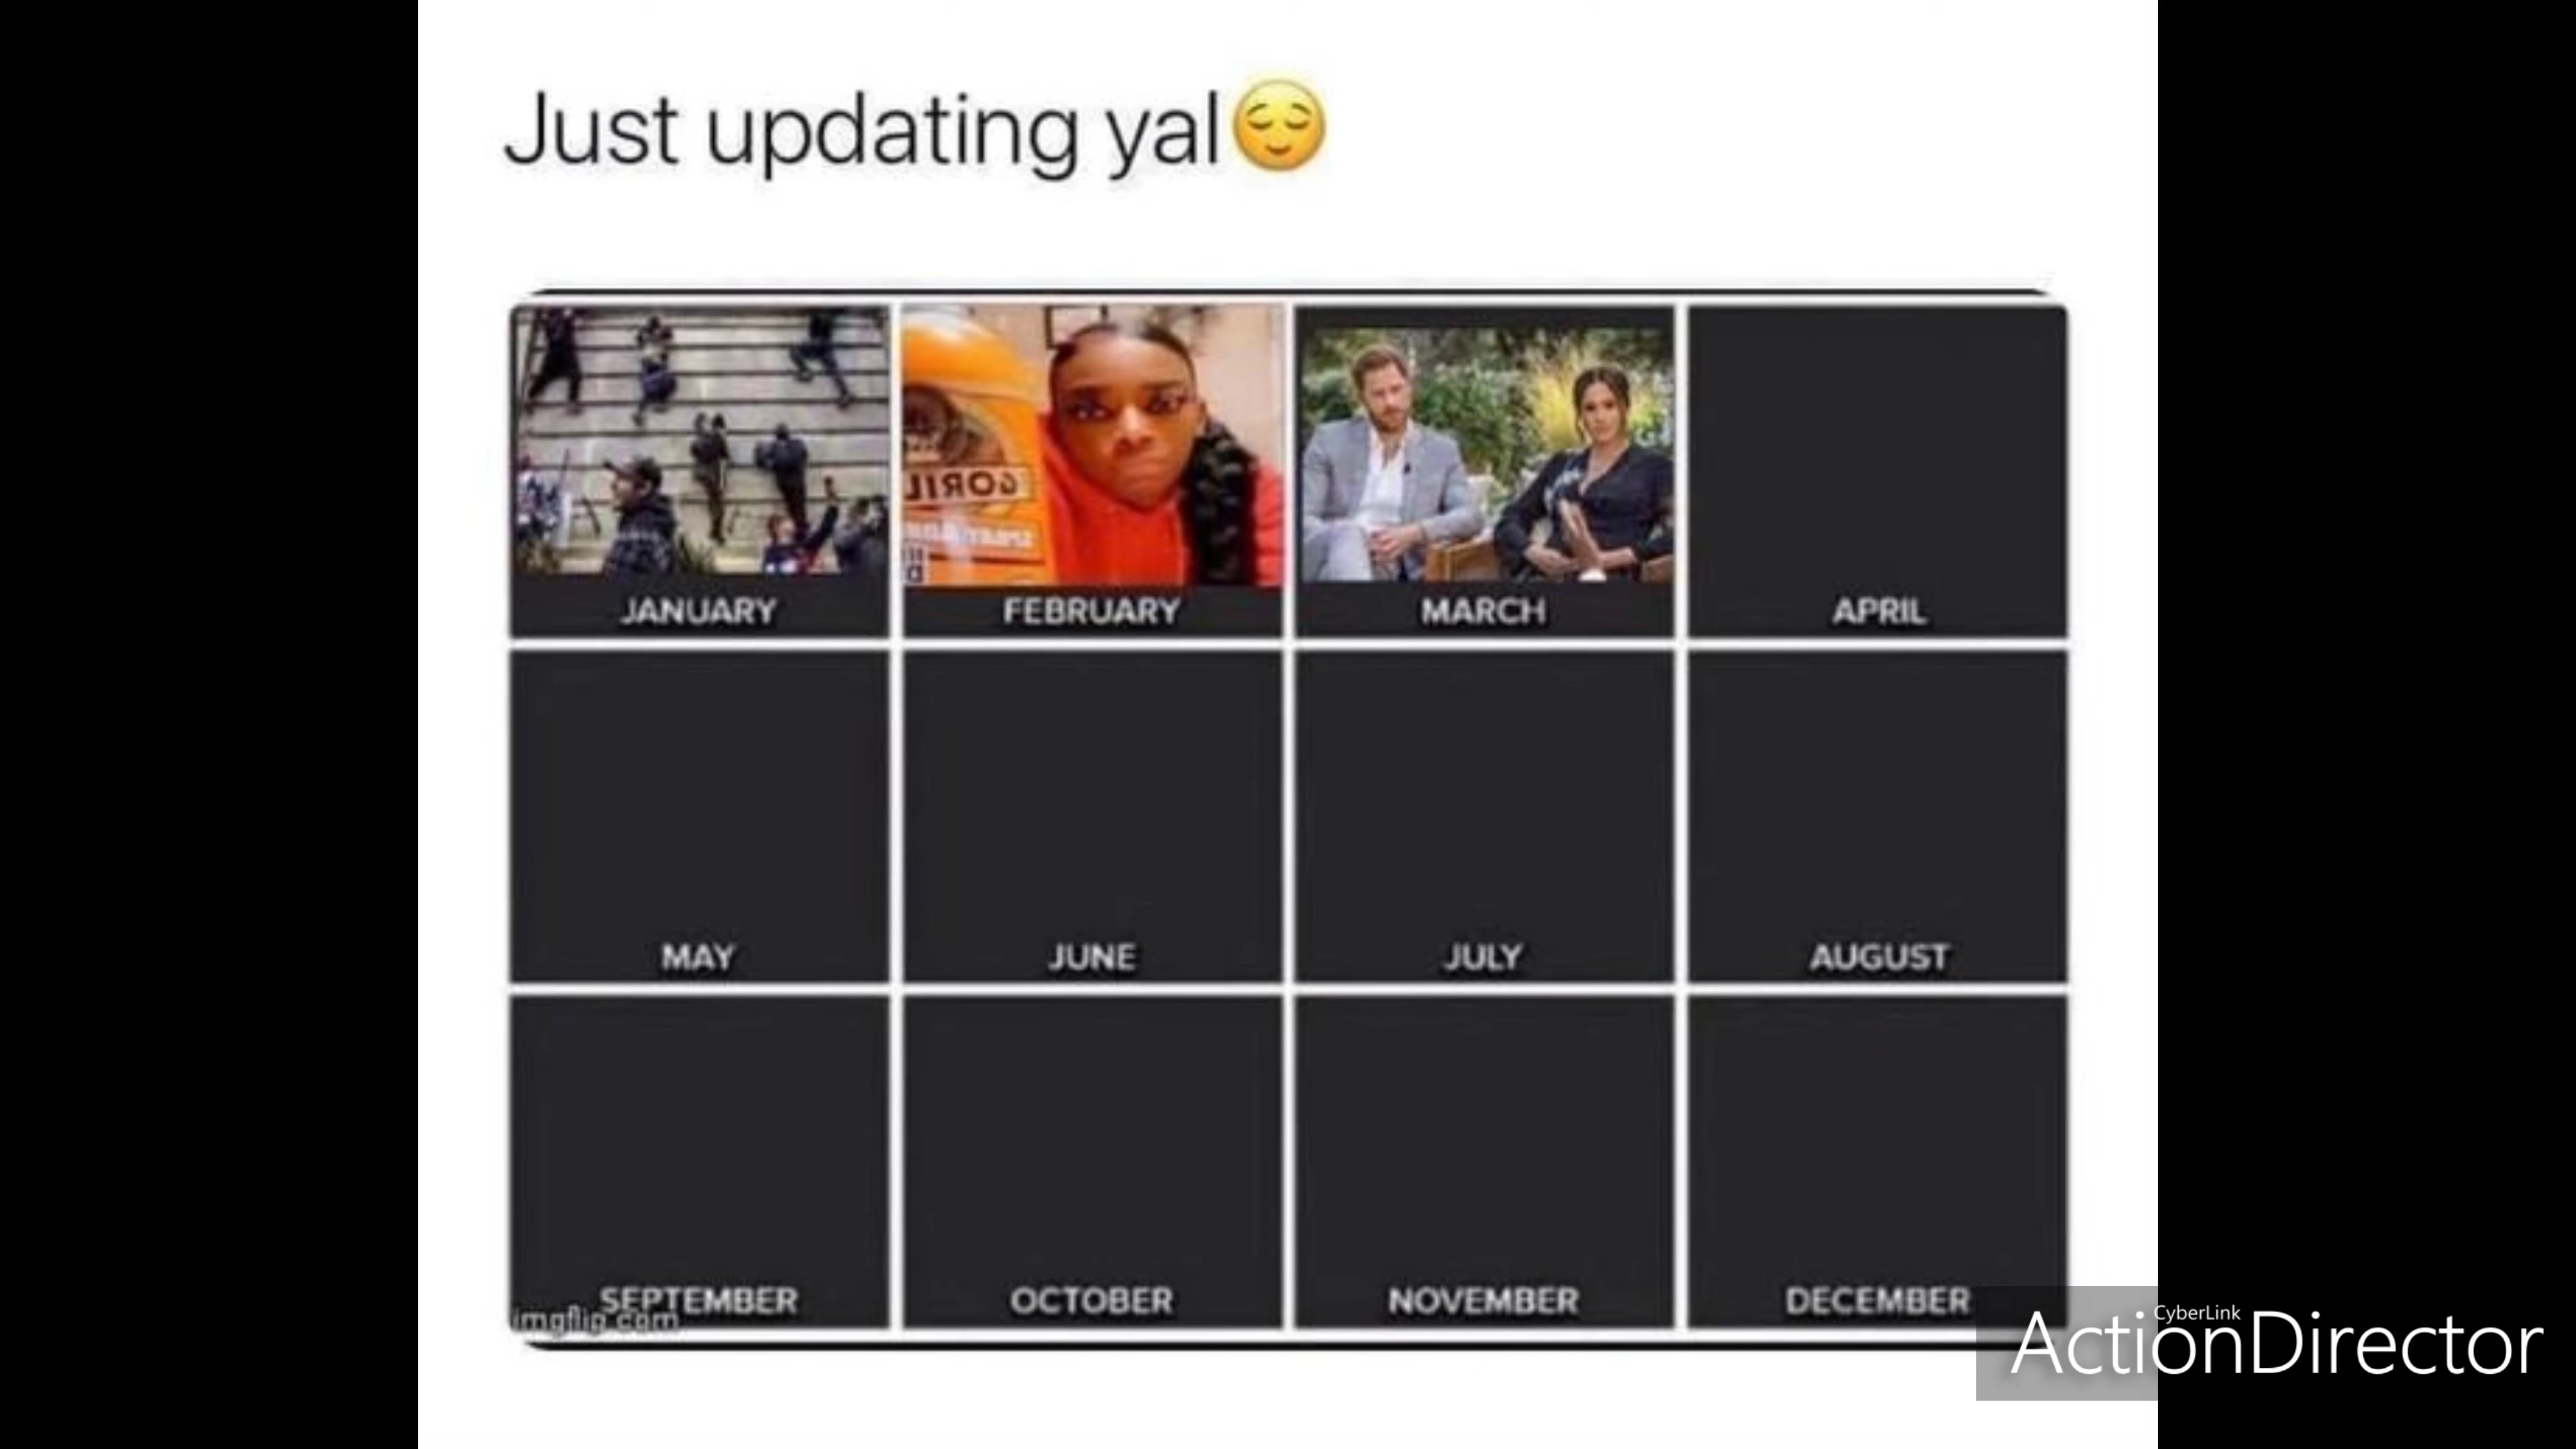 Just updating yal😌
GORIL
JANUARY
FEBRUARY
MARCH
APRIL
MAY
JUNE
JULY
AUGUST
SEPTEMBER
OCTOBER
NOVEMBER
DECEMBER
imgflip.com
CyberLink
ActionDirector